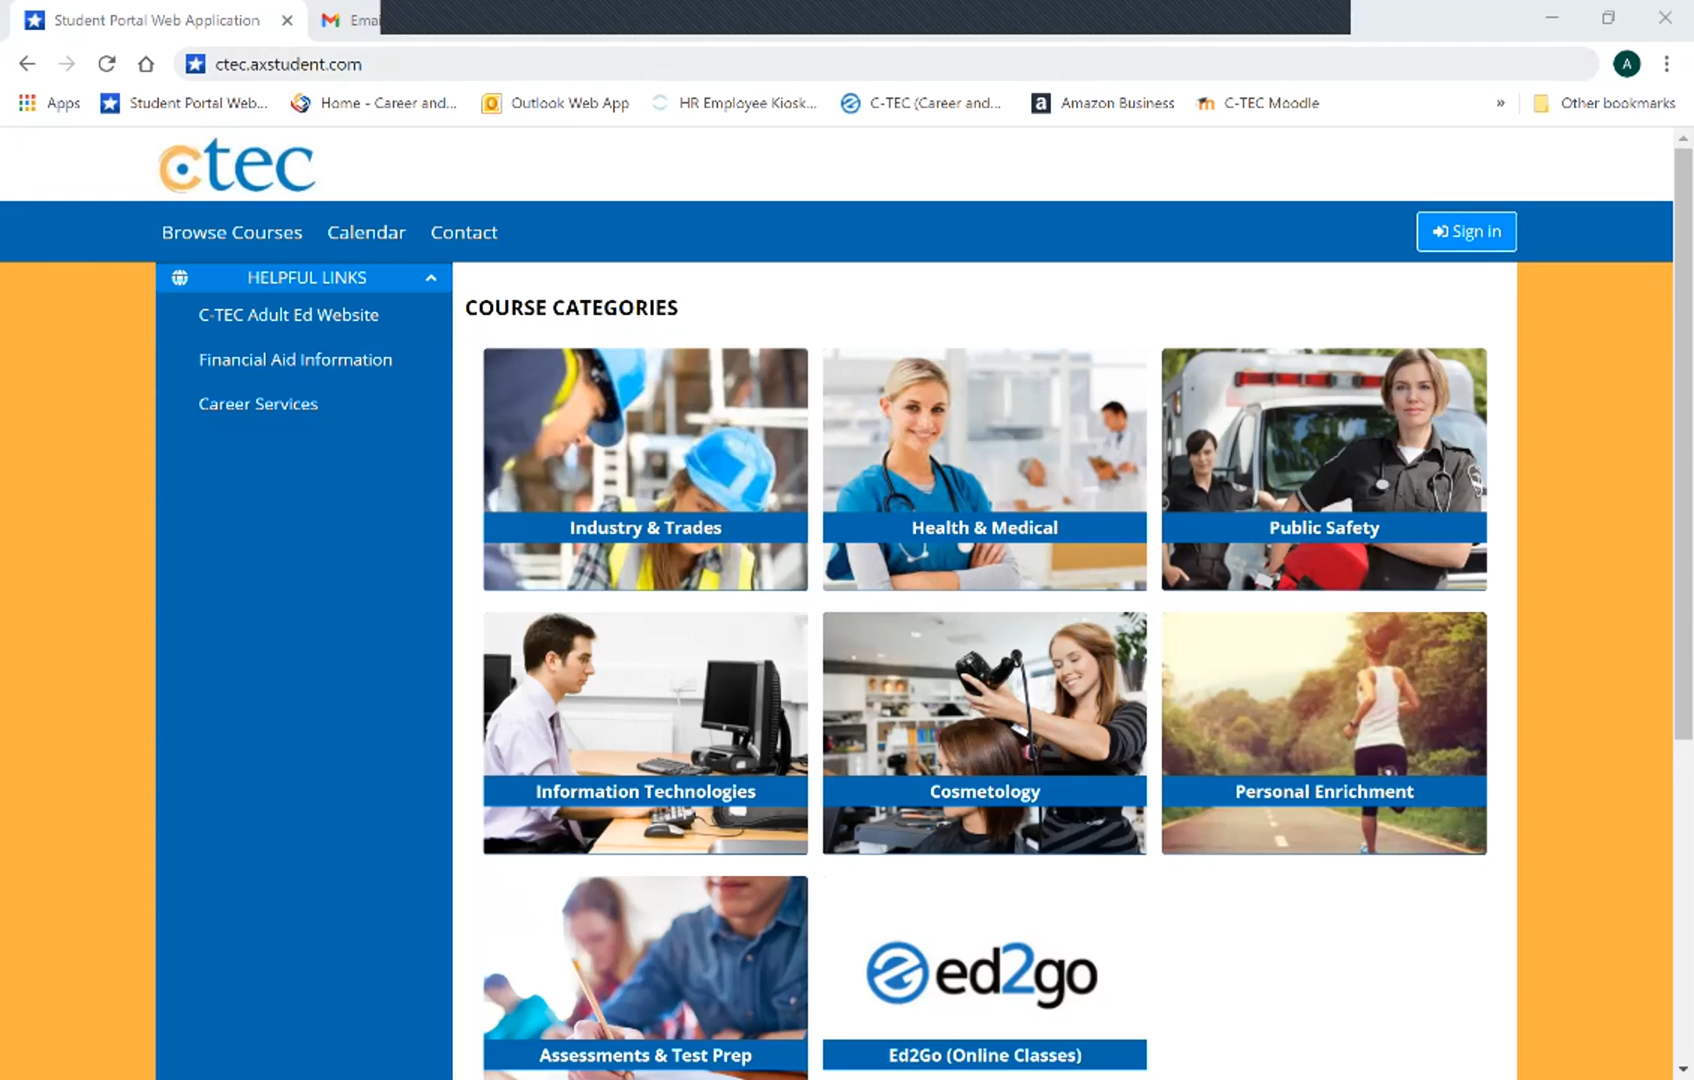 Student Portal Web Application
Emai
ctec.axstudent.com
A
Apps
Student Portal Web...
Home - Career and...
Outlook Web App
HR Employee Kiosk...
C-TEC (Career and...
Amazon Business
C-TEC Moodle
»
Other bookmarks
ctec
Browse Courses
Calendar
Contact
Sign in
HELPFUL LINKS
C-TEC Adult Ed Website
Financial Aid Information
Career Services
COURSE CATEGORIES
Industry & Trades
Health & Medical
Public Safety
Information Technologies
Cosmetology
Personal Enrichment
Assessments & Test Prep
ed2go
Ed2Go (Online Classes)